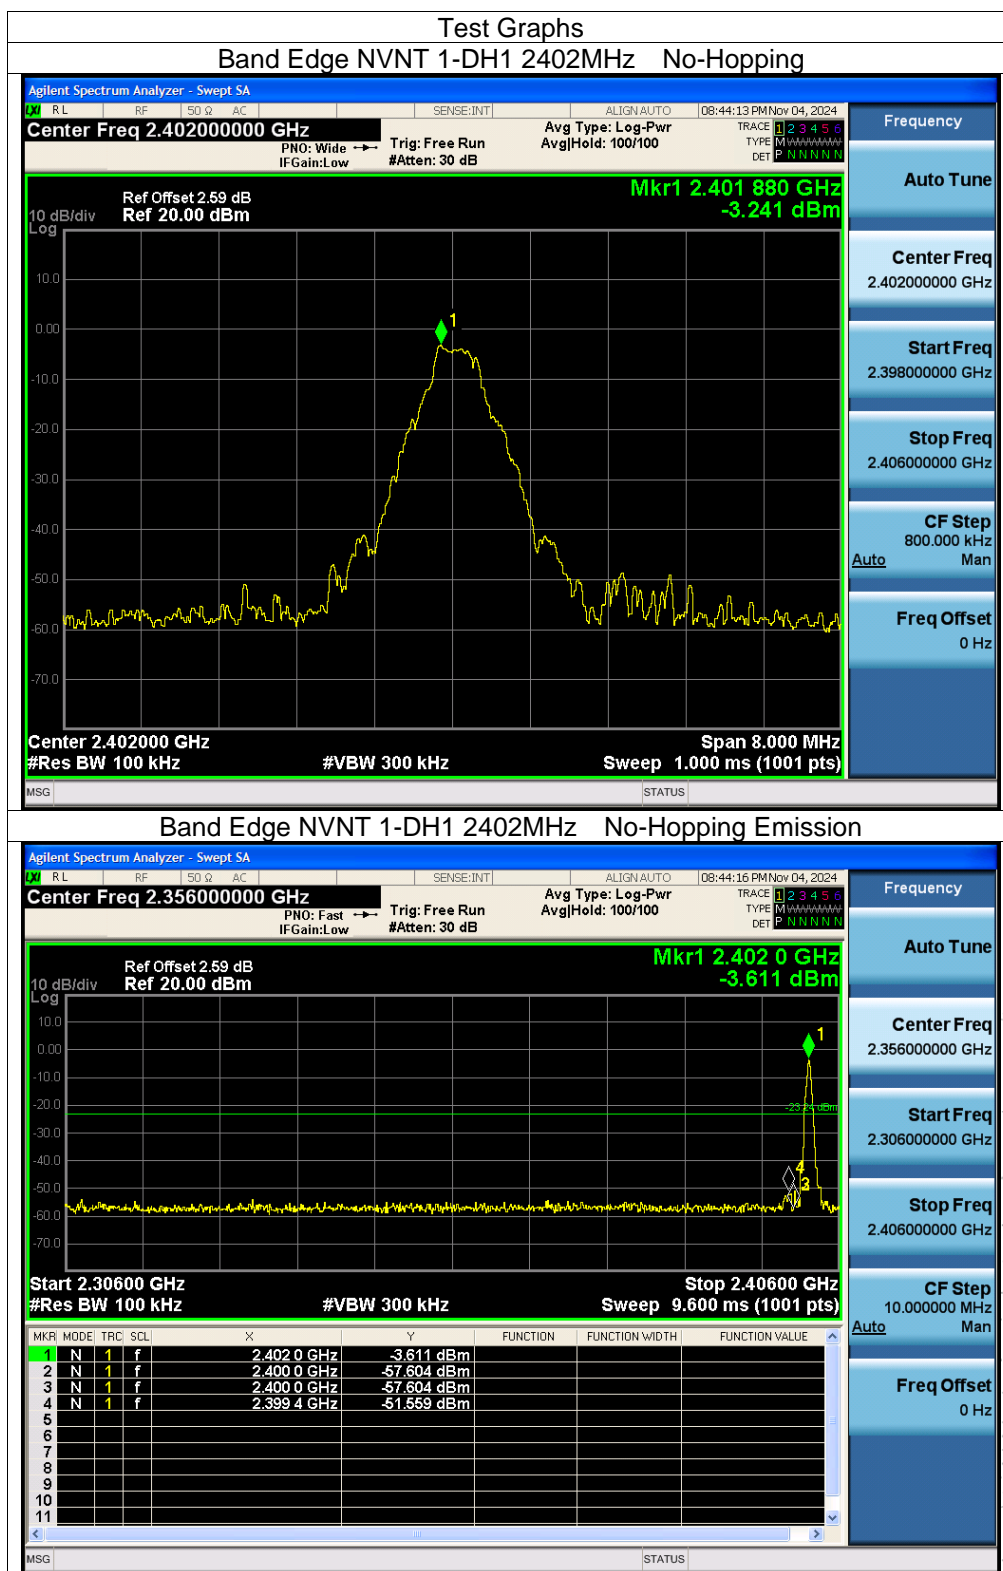 Test Graphs
Band Edge NVNT 1-DH1 2402MHz No-Hopping
Agilent Spectrum Analyzer - Swept SA
LXI RL RF 50 Ω AC SENSE:INT ALIGNAUTO 08:44:13 PM Nov 04, 2024
Center Freq 2.402000000 GHz
PNO: Wide
IFGain:Low
Trig: Free Run
#Atten: 30 dB
Avg Type: Log-Pwr
Avg|Hold: 100/100
TRACE 1 2 3 4 5 6
TYPE M W W W W W
DET P N N N N N
Frequency
Auto Tune
Center Freq
2.402000000 GHz
Start Freq
2.398000000 GHz
Stop Freq
2.406000000 GHz
CF Step
800.000 kHz
Auto Man
Freq Offset
0 Hz
Mkr1 2.401 880 GHz
-3.241 dBm
Ref Offset 2.59 dB
10 dB/div Ref 20.00 dBm
Log
10.0
1
0.00
-10.0
-20.0
-30.0
-40.0
-50.0
-60.0
-70.0
Center 2.402000 GHz Span 8.000 MHz
#Res BW 100 kHz #VBW 300 kHz Sweep 1.000 ms (1001 pts)
MSG STATUS
Band Edge NVNT 1-DH1 2402MHz No-Hopping Emission
Agilent Spectrum Analyzer - Swept SA
LXI RL RF 50 Ω AC SENSE:INT ALIGNAUTO 08:44:16 PM Nov 04, 2024
Center Freq 2.356000000 GHz
PNO: Fast
IFGain:Low
Trig: Free Run
#Atten: 30 dB
Avg Type: Log-Pwr
Avg|Hold: 100/100
TRACE 1 2 3 4 5 6
TYPE M W W W W W
DET P N N N N N
Frequency
Auto Tune
Center Freq
2.356000000 GHz
Start Freq
2.306000000 GHz
Stop Freq
2.406000000 GHz
CF Step
10.000000 MHz
Auto Man
Freq Offset
0 Hz
Mkr1 2.402 0 GHz
-3.611 dBm
Ref Offset 2.59 dB
10 dB/div Ref 20.00 dBm
Log
10.0
1
0.00
-10.0
-20.0
-23.24 dBm
-30.0
-40.0
4
-50.0
3 2
-60.0
-70.0
Start 2.30600 GHz Stop 2.40600 GHz
#Res BW 100 kHz #VBW 300 kHz Sweep 9.600 ms (1001 pts)
MKR MODE TRC SCL X Y FUNCTION FUNCTION WIDTH FUNCTION VALUE
1 N 1 f 2.402 0 GHz -3.611 dBm
2 N 1 f 2.400 0 GHz -57.604 dBm
3 N 1 f 2.400 0 GHz -57.604 dBm
4 N 1 f 2.399 4 GHz -51.559 dBm
5
6
7
8
9
10
11
MSG STATUS